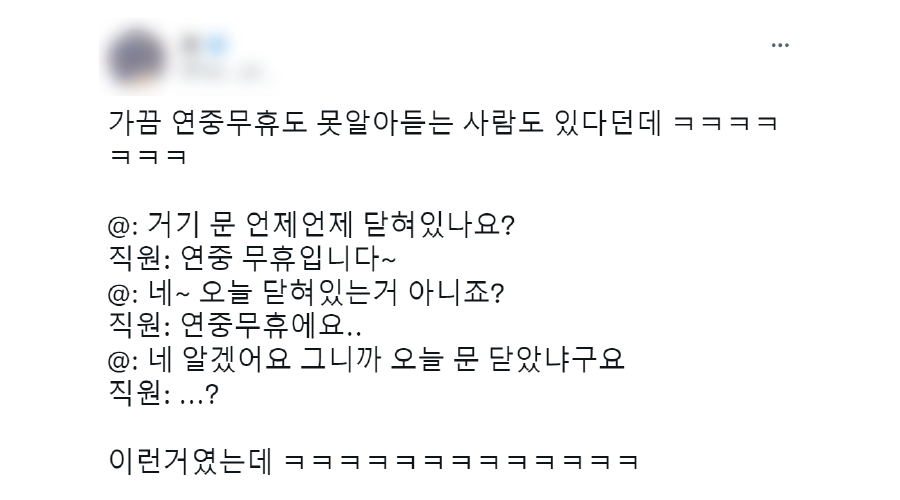 가끔 연중무휴도 못알아듣는 사람도 있다던데 ㅋㅋㅋㅋ
ㅋㅋㅋ
@: 거기 문 언제언제 닫혀있나요?
직원: 연중 무휴입니다~
@: 네~ 오늘 닫혀있는거 아니죠?
직원: 연중무휴에요..
@: 네 알겠어요 그니까 오늘 문 닫았냐구요
직원: ...?
이런거였는데 ㅋㅋㅋㅋㅋㅋㅋㅋㅋㅋㅋㅋㅋ